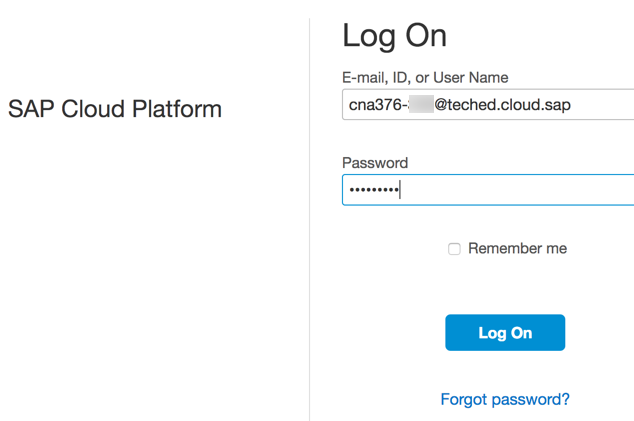 Log On
E-mail, ID, or User Name
SAP Cloud Platform
cna376- @teched.cloud.sap
Password
•••••••••
Remember me
Log On
Forgot password?